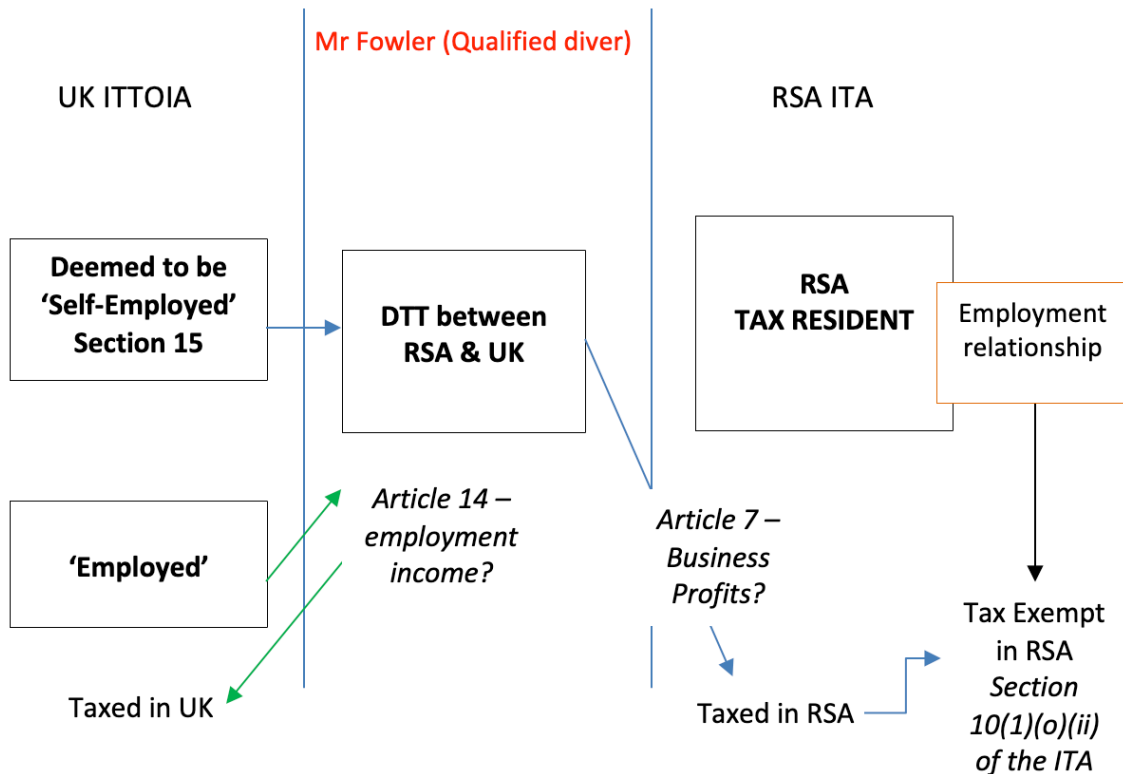 Mr Fowler (Qualified diver)
UK ITTOIA
RSA ITA
Deemed to be
‘Self-Employed’
Section 15
DTT between
RSA & UK
RSA
TAX RESIDENT
Employment
relationship
‘Employed’
Article 14 –
employment
income?
Article 7 –
Business
Profits?
Taxed in UK
Taxed in RSA
Tax Exempt
in RSA
Section
10(1)(o)(ii)
of the ITA